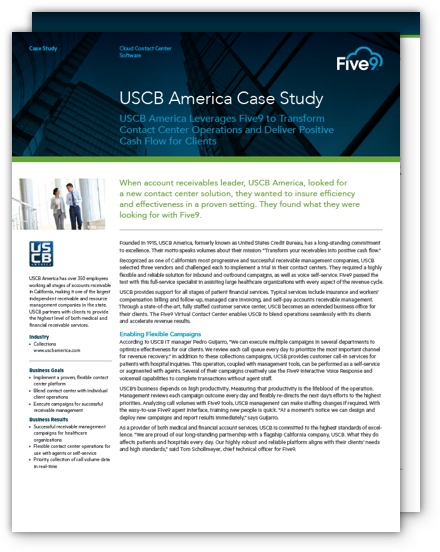 Case Study
Cloud Contact Center
Software
Five9
USCB America Case Study
USCB America Leverages Five9 to Transform
Contact Center Operations and Deliver Positive
Cash Flow for Clients
When account receivables leader, USCB America, looked for
a new contact center solution, they wanted to insure efficiency
and effectiveness in a proven setting. They found what they were
looking for with Five9.
US
CB
AMERICA
USCB America has over 350 employees
working all stages of accounts receivable
in California, making it one of the largest
independent receivable and resource
management companies in the state.
USCB partners with clients to provide
the highest level of both medical and
financial receivable services.
Industry
• Collections
www.uscbamerica.com
Business Goals
• Implement a proven, flexible contact
center platform
• Blend contact center with individual
client operations
• Execute campaigns for successful
receivable management
Business Results
• Successful receivable management
campaigns for healthcare
organizations
• Flexible contact center operations for
use with agents or self-service
• Priority collection of call volume data
in real-time
Founded in 1915, USCB America, formerly known as United States Credit Bureau, has a long-standing commitment
to excellence. Their motto speaks volumes about their mission “Transform your receivables into positive cash flow.”
Recognized as one of California’s most progressive and successful receivable management companies, USCB
selected three vendors and challenged each to implement a trial in their contact centers. They required a highly
flexible and reliable solution for inbound and outbound campaigns, as well as voice self-service. Five9 passed the
test with this full-service specialist in assisting large healthcare organizations with every aspect of the revenue cycle.
USCB provides support for all stages of patient financial services. Typical services include insurance and workers’
compensation billing and follow-up, managed care invoicing, and self-pay accounts receivable management.
Through a state-of-the-art, fully staffed customer service center, USCB becomes an extended business office for
their clients. The Five9 Virtual Contact Center enables USCB to blend operations seamlessly with its clients
and accelerate revenue results.
Enabling Flexible Campaigns
According to USCB IT manager Pedro Guijarro, “We can execute multiple campaigns in several departments to
optimize effectiveness for our clients. We review each call queue every day to prioritize the most important channel
for revenue recovery.” In addition to these collections campaigns, USCB provides customer call-in services for
patients with hospital inquiries. This operation, coupled with management tools, can be performed as a self-service
or augmented with agents. Several of their campaigns creatively use the Five9 Interactive Voice Response and
voicemail capabilities to complete transactions without agent staff.
USCB’s business depends on high productivity. Measuring that productivity is the lifeblood of the operation.
Management reviews each campaign outcome every day and flexibly re-directs the next day’s efforts to the highest
priorities. Analyzing call volumes with Five9 tools, USCB management can make staffing changes if required. With
the easy-to-use Five9 agent interface, training new people is quick. “At a moment’s notice we can design and
deploy new campaigns and report results immediately,” says Guijarro.
As a provider of both medical and financial account services, USCB is committed to the highest standards of excel-
lence. “We are proud of our long-standing partnership with a flagship California company, USCB. What they do
affects patients and hospitals every day. Our highly robust and reliable platform aligns with their clients’ needs
and high standards,” said Tom Schollmeyer, chief technology officer for Five9.